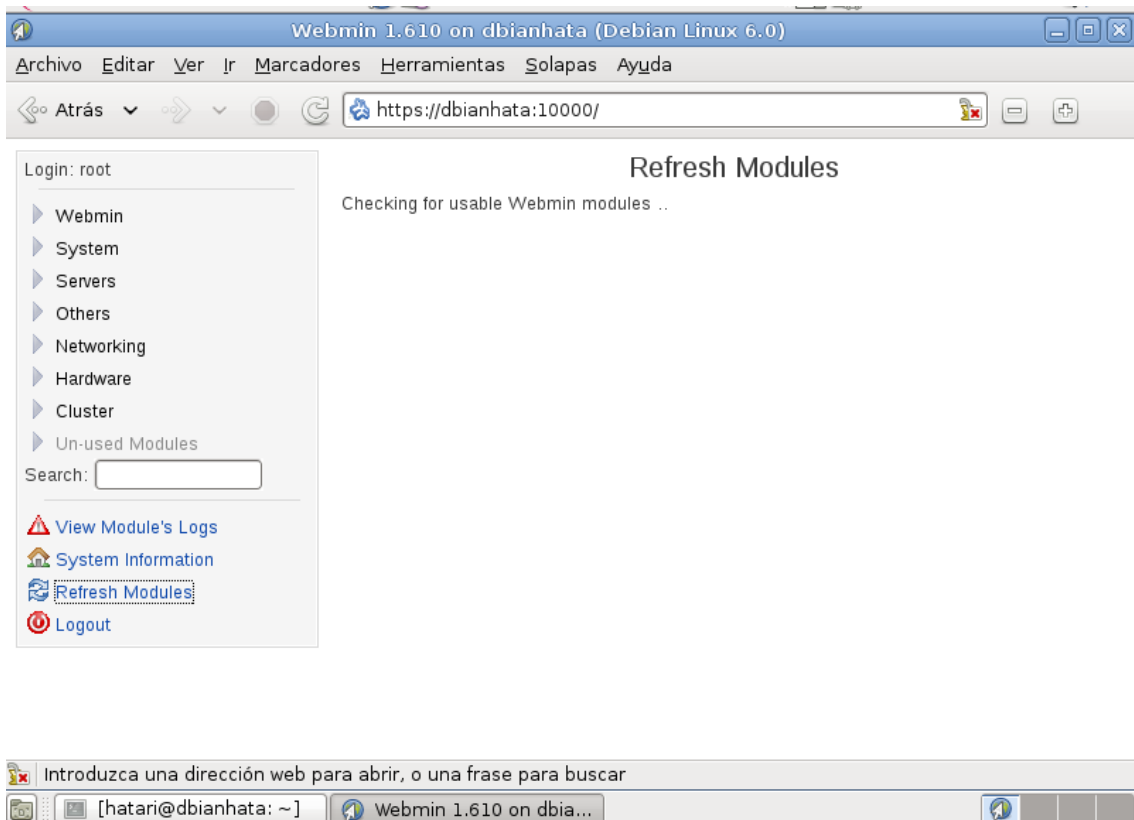 Webmin 1.610 on dbianhata (Debian Linux 6.0)
Archivo Editar Ver Ir Marcadores Herramientas Solapas Ayuda
Atrás https://dbianhata:10000/
Login: root
Refresh Modules
Checking for usable Webmin modules ..
Webmin
System
Servers
Others
Networking
Hardware
Cluster
Un-used Modules
Search:
View Module's Logs
System Information
Refresh Modules
Logout
Introduzca una dirección web para abrir, o una frase para buscar
[hatari@dbianhata: ~] Webmin 1.610 on dbia...